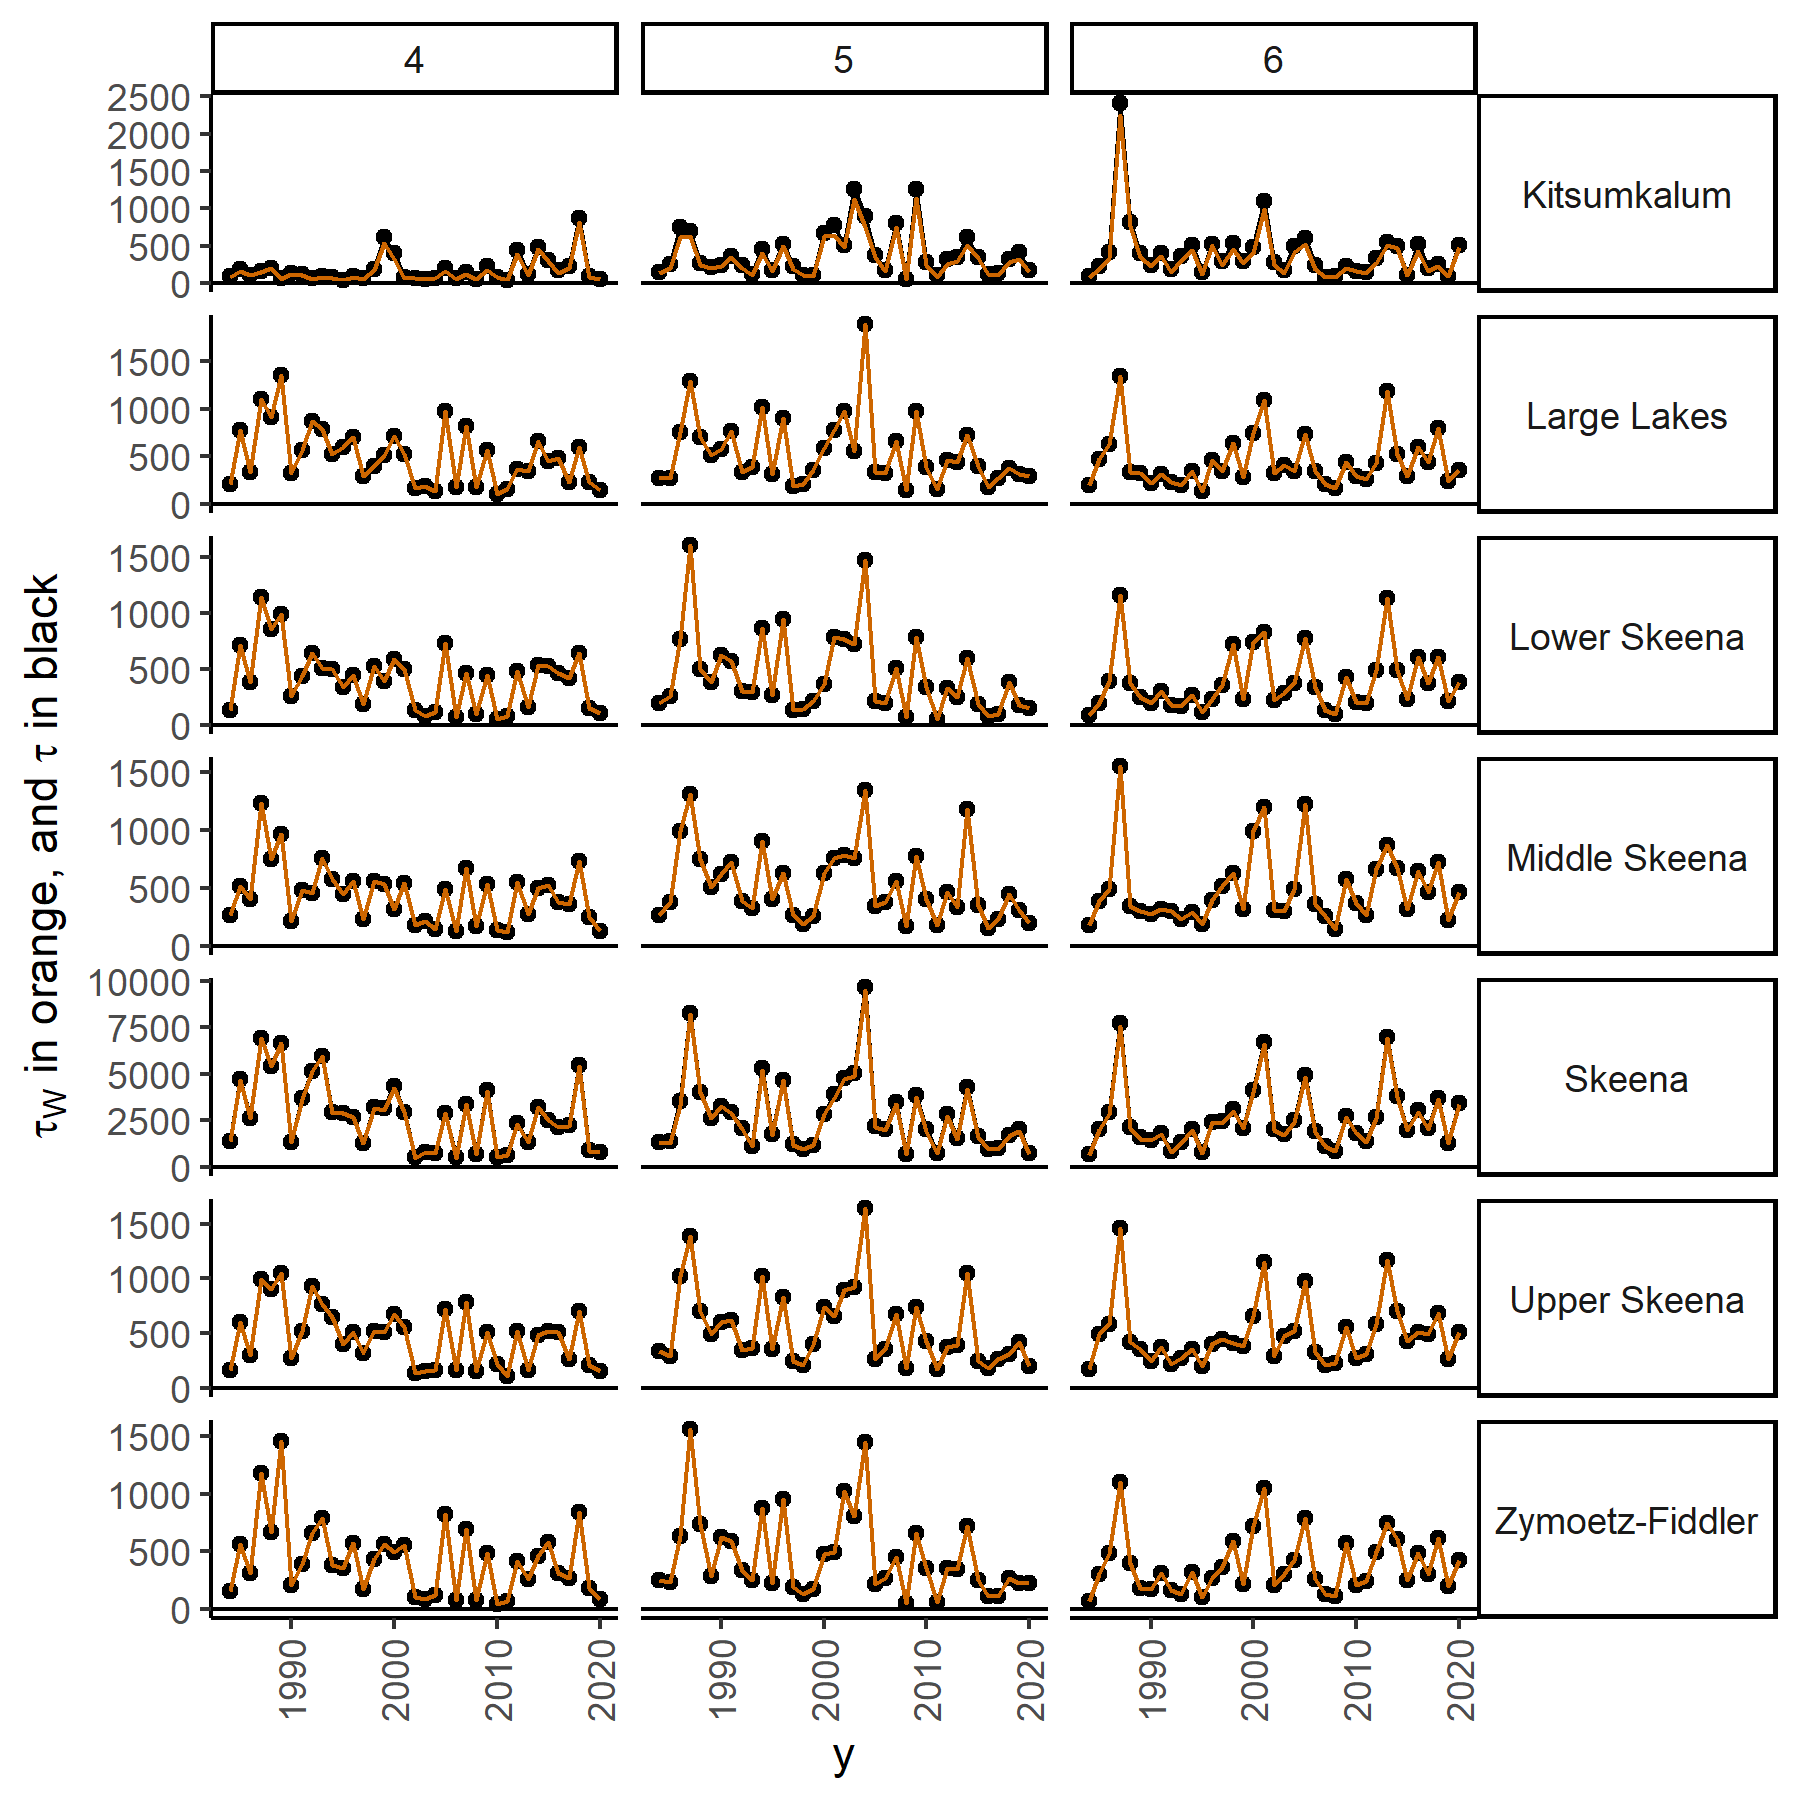 4 5 6
2500
2000
1500
1000
500
0
Kitsumkalum
1500
1000
500
0
Large Lakes
1500
1000
500
0
Lower Skeena
1500
1000
500
0
Middle Skeena
10000
7500
5000
2500
0
Skeena
1500
1000
500
0
Upper Skeena
1500
1000
500
0
Zymoetz-Fiddler
1990 2000 2010 2020 1990 2000 2010 2020 1990 2000 2010 2020
y
τW in orange, and τ in black